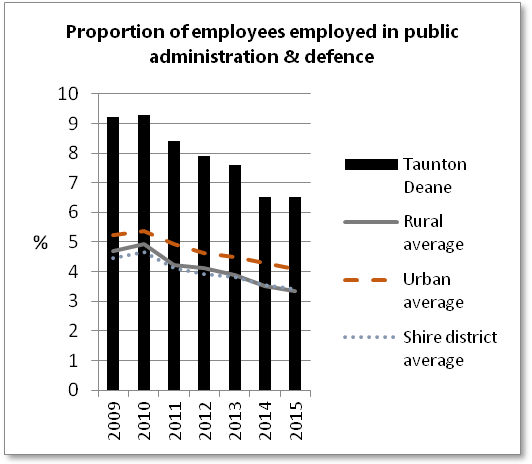 Proportion of employees employed in public
administration & defence
10
9
8
7
6
5
4
3
2
1
0
%
2009
2010
2011
2012
2013
2014
2015
Taunton
Deane
Rural
average
Urban
average
Shire district
average